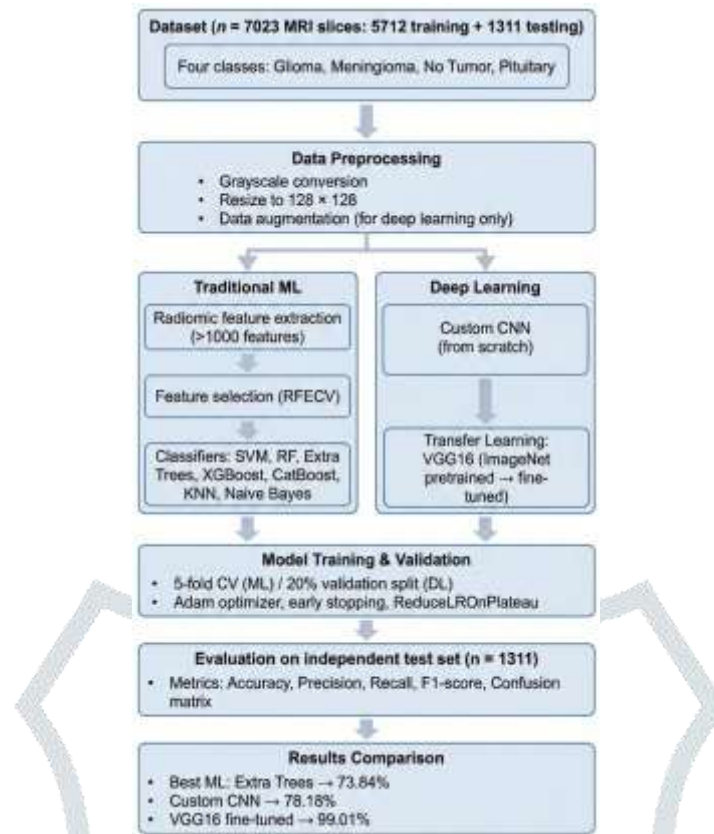 Dataset (n = 7023 MRI slices: 5712 training + 1311 testing)
Four classes: Glioma, Meningioma, No Tumor, Pituitary
Data Preprocessing
• Grayscale conversion
• Resize to 128 × 128
• Data augmentation (for deep learning only)
Traditional ML
Radiomic feature extraction
(>1000 features)
Feature selection (RFECV)
Classifiers: SVM, RF, Extra
Trees, XGBoost, CatBoost,
KNN, Naive Bayes
Deep Learning
Custom CNN
(from scratch)
Transfer Learning:
VGG16 (ImageNet
pretrained → fine-
tuned)
Model Training & Validation
• 5-fold CV (ML) / 20% validation split (DL)
• Adam optimizer, early stopping, ReduceLROnPlateau
Evaluation on independent test set (n = 1311)
• Metrics: Accuracy, Precision, Recall, F1-score, Confusion
matrix
Results Comparison
• Best ML: Extra Trees → 73.84%
• Custom CNN → 78.18%
• VGG16 fine-tuned → 99.01%